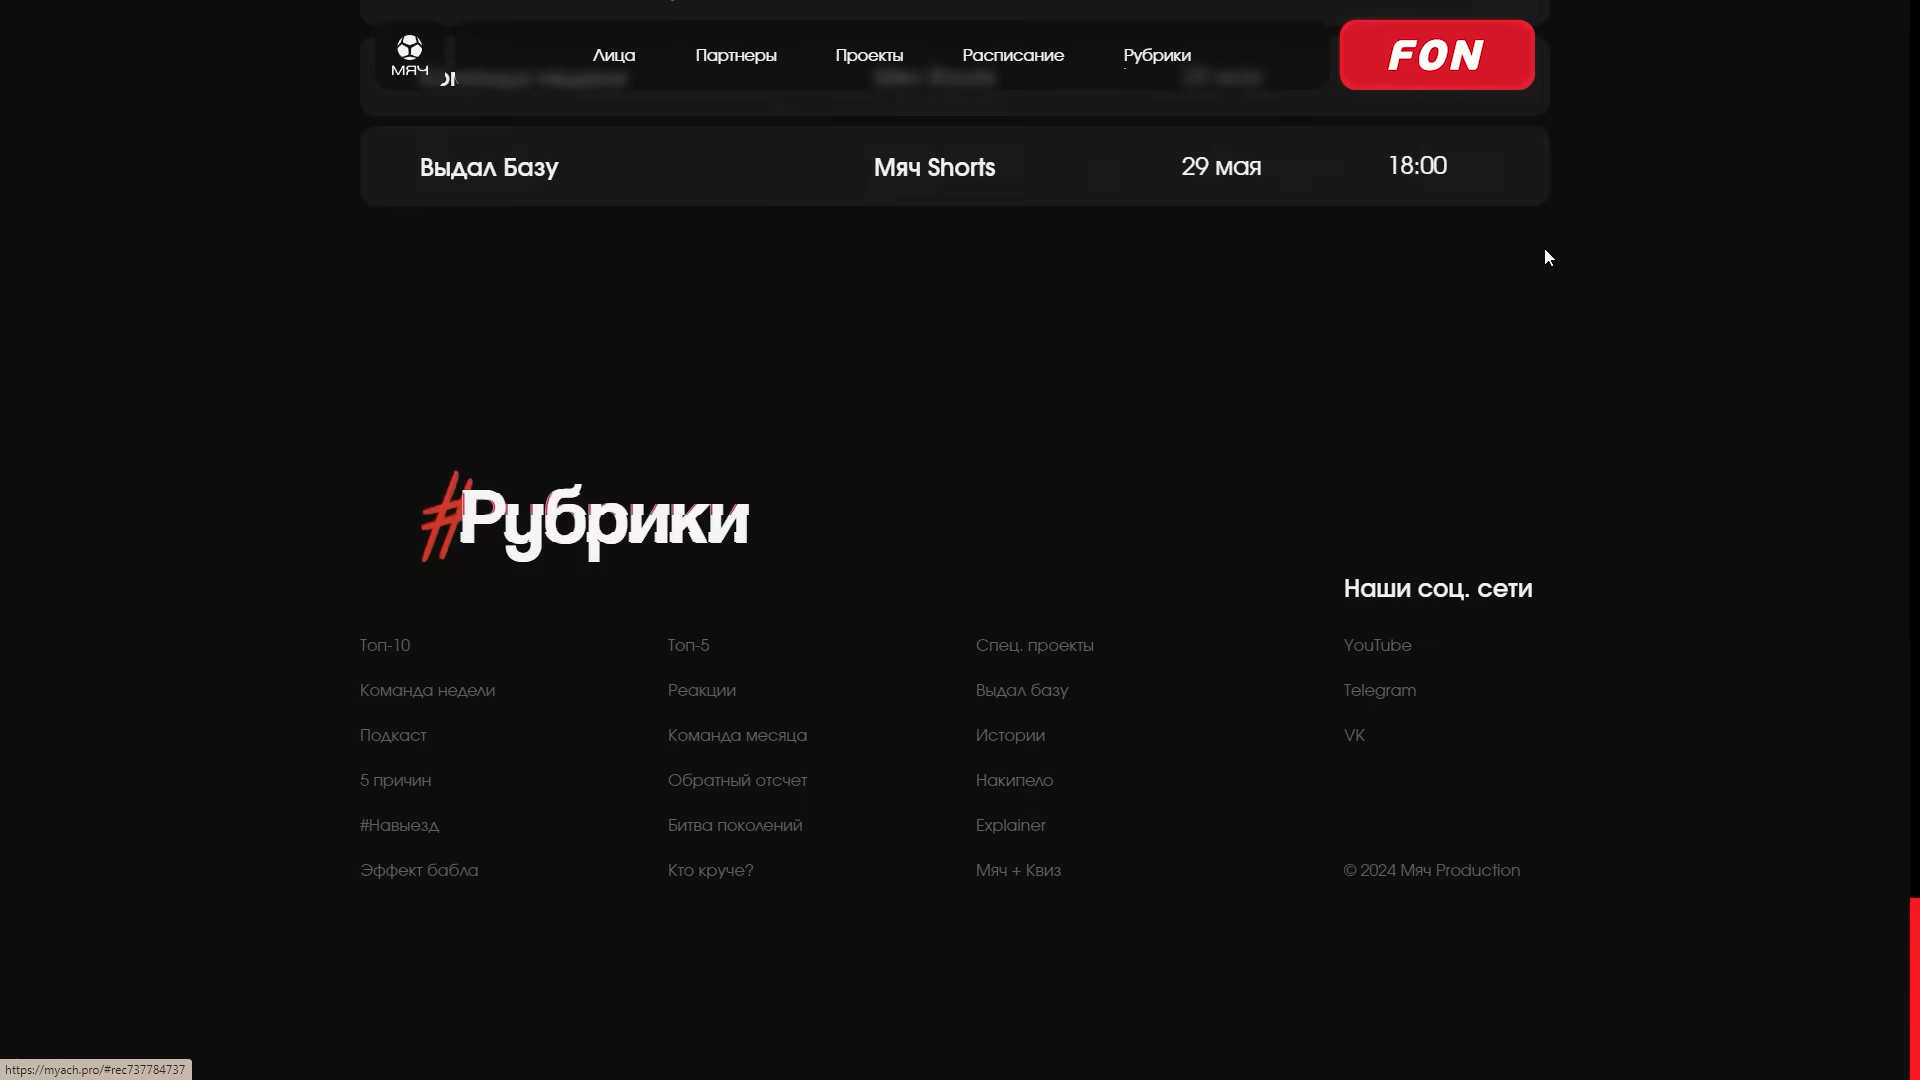 МЯЧ
Лица
Партнеры
Проекты
Расписание
Рубрики
FON
Выдал Базу
Мяч Shorts
29 мая
18:00
#Рубрики
Наши соц. сети
Топ-10
Топ-5
Спец. проекты
YouTube
Команда недели
Реакции
Выдал базу
Telegram
Подкаст
Команда месяца
Истории
VK
5 причин
Обратный отсчет
Накипело
#Навыезд
Битва поколений
Explainer
Эффект бабла
Кто круче?
Мяч + Квиз
© 2024 Мяч Production
https://myach.pro/#rec737784737